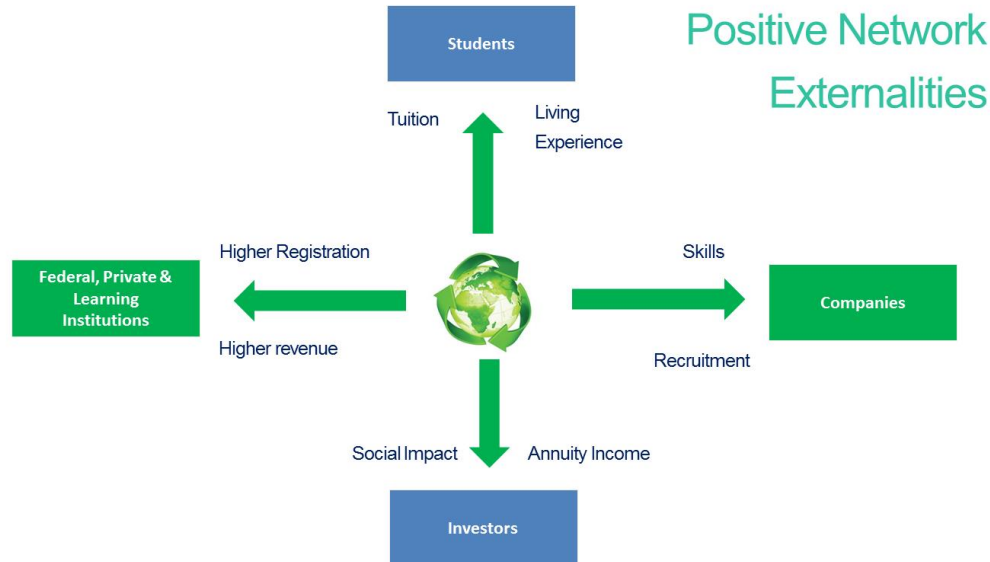 Positive Network
Externalities
Students
Tuition
Living
Experience
Higher Registration
Skills
Federal, Private &
Learning
Institutions
Companies
Higher revenue
Recruitment
Social Impact
Annuity Income
Investors